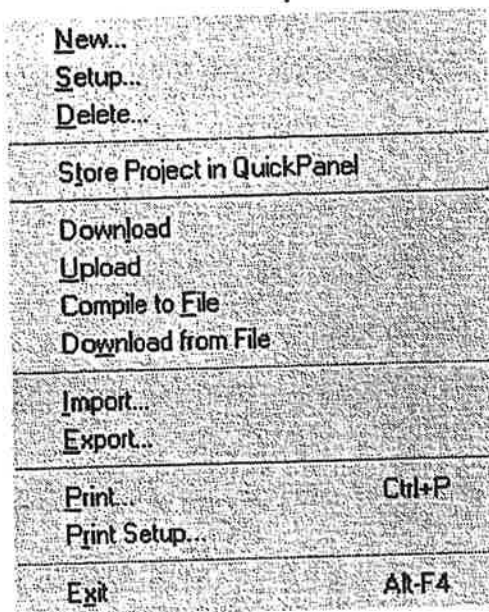 New...
Setup...
Delete...
Store Project in QuickPanel
Download
Upload
Compile to File
Download from File
Import...
Export...
Print... Ctrl+P
Print Setup...
Exit Alt-F4